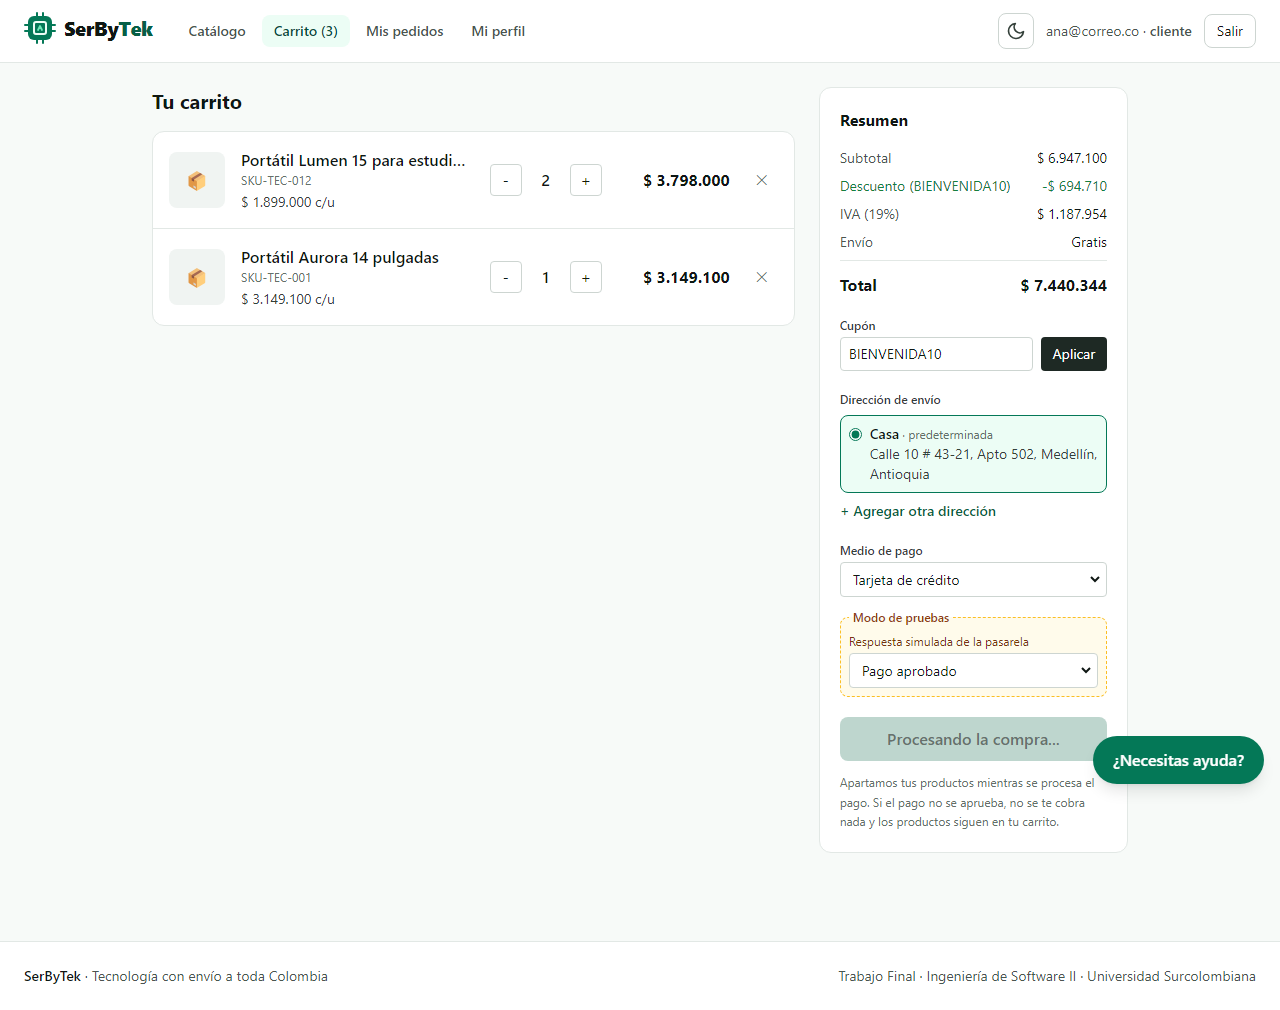 SerByTek
Catálogo
Carrito (3)
Mis pedidos
Mi perfil
ana@correo.co · cliente
Salir
Tu carrito
Portátil Lumen 15 para estudi...
SKU-TEC-012
$ 1.899.000 c/u
- 2 +
$ 3.798.000
Portátil Aurora 14 pulgadas
SKU-TEC-001
$ 3.149.100 c/u
- 1 +
$ 3.149.100
Resumen
Subtotal $ 6.947.100
Descuento (BIENVENIDA10) -$ 694.710
IVA (19%) $ 1.187.954
Envío Gratis
Total $ 7.440.344
Cupón
BIENVENIDA10
Aplicar
Dirección de envío
Casa · predeterminada
Calle 10 # 43-21, Apto 502, Medellín,
Antioquia
+ Agregar otra dirección
Medio de pago
Tarjeta de crédito
Modo de pruebas
Respuesta simulada de la pasarela
Pago aprobado
Procesando la compra...
¿Necesitas ayuda?
Apartamos tus productos mientras se procesa el
pago. Si el pago no se aprueba, no se te cobra
nada y los productos siguen en tu carrito.
SerByTek · Tecnología con envío a toda Colombia
Trabajo Final · Ingeniería de Software II · Universidad Surcolombiana